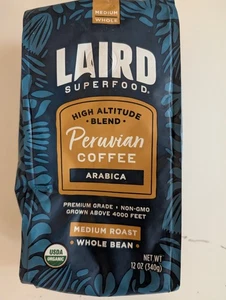 MEDIUM
WHOLE
LAIRD
SUPERFOOD®
HIGH ALTITUDE
BLEND
Peruvian
COFFEE
ARABICA
PREMIUM GRADE • NON-GMO
GROWN ABOVE 4000 FEET
MEDIUM ROAST
WHOLE BEAN
USDA
ORGANIC
NET WT
12 OZ (340g)